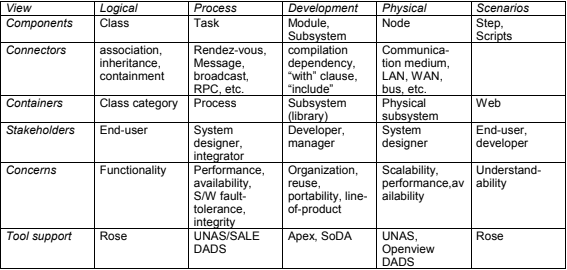 View Logical Process Development Physical Scenarios
Components Class Task Module, Subsystem Node Step, Scripts
Connectors association, inheritance, containment Rendez-vous, Message, broadcast, RPC, etc. compilation dependency, “with” clause, “include” Communica-tion medium, LAN, WAN, bus, etc.
Containers Class category Process Subsystem (library) Physical subsystem Web
Stakeholders End-user System designer, integrator Developer, manager System designer End-user, developer
Concerns Functionality Performance, availability, S/W fault-tolerance, integrity Organization, reuse, portability, line-of-product Scalability, performance,av ailability Understand-ability
Tool support Rose UNAS/SALE DADS Apex, SoDA UNAS, Openview DADS Rose